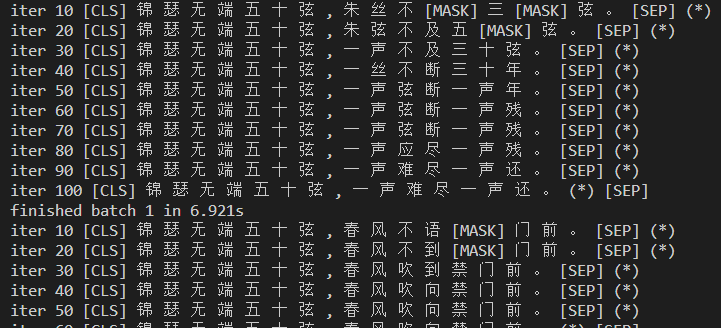 iter 10 [CLS] 锦 瑟 无 端 五 十 弦 , 朱 丝 不 [MASK] 三 [MASK] 弦 。 [SEP] (*)
iter 20 [CLS] 锦 瑟 无 端 五 十 弦 , 朱 弦 不 及 五 [MASK] 弦 。 [SEP] (*)
iter 30 [CLS] 锦 瑟 无 端 五 十 弦 , 一 声 不 及 三 十 弦 。 [SEP] (*)
iter 40 [CLS] 锦 瑟 无 端 五 十 弦 , 一 丝 不 断 三 十 年 。 [SEP] (*)
iter 50 [CLS] 锦 瑟 无 端 五 十 弦 , 一 声 弦 断 一 声 年 。 [SEP] (*)
iter 60 [CLS] 锦 瑟 无 端 五 十 弦 , 一 声 弦 断 一 声 残 。 [SEP] (*)
iter 70 [CLS] 锦 瑟 无 端 五 十 弦 , 一 声 弦 断 一 声 残 。 [SEP] (*)
iter 80 [CLS] 锦 瑟 无 端 五 十 弦 , 一 声 应 尽 一 声 残 。 [SEP] (*)
iter 90 [CLS] 锦 瑟 无 端 五 十 弦 , 一 声 难 尽 一 声 还 。 [SEP] (*)
iter 100 [CLS] 锦 瑟 无 端 五 十 弦 , 一 声 难 尽 一 声 还 。 (*) [SEP]
finished batch 1 in 6.921s
iter 10 [CLS] 锦 瑟 无 端 五 十 弦 , 春 风 不 语 [MASK] 门 前 。 [SEP] (*)
iter 20 [CLS] 锦 瑟 无 端 五 十 弦 , 春 风 不 到 [MASK] 门 前 。 [SEP] (*)
iter 30 [CLS] 锦 瑟 无 端 五 十 弦 , 春 风 吹 到 禁 门 前 。 [SEP] (*)
iter 40 [CLS] 锦 瑟 无 端 五 十 弦 , 春 风 吹 向 禁 门 前 。 [SEP] (*)
iter 50 [CLS] 锦 瑟 无 端 五 十 弦 , 春 风 吹 向 禁 门 前 。 [SEP] (*)